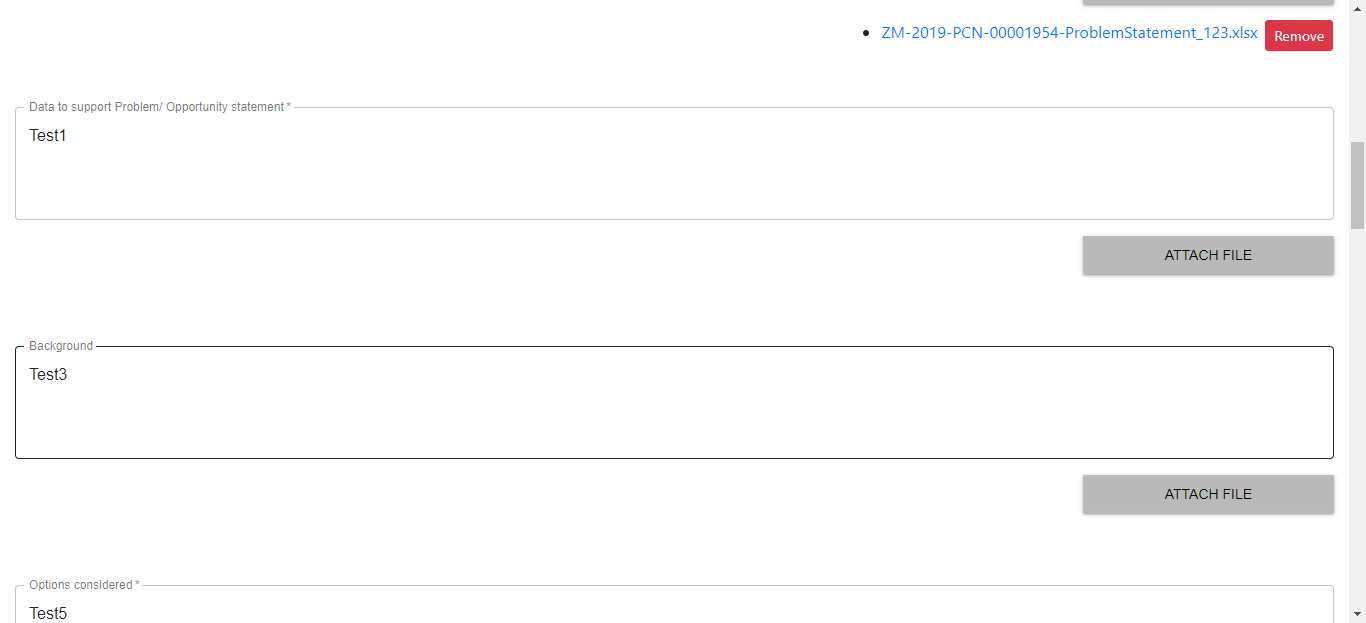 ZM-2019-PCN-00001954-ProblemStatement_123.xlsx Remove
Data to support Problem/ Opportunity statement *
Test1
ATTACH FILE
Background
Test3
ATTACH FILE
Options considered *
Test5